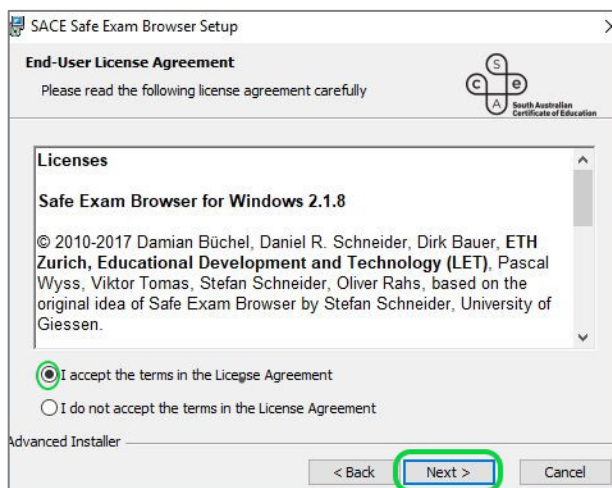 SACE Safe Exam Browser Setup
End-User License Agreement
Please read the following license agreement carefully
S
C e
A
South Australian
Certificate of Education
Licenses
Safe Exam Browser for Windows 2.1.8
© 2010-2017 Damian Büchel, Daniel R. Schneider, Dirk Bauer, ETH
Zurich, Educational Development and Technology (LET), Pascal
Wyss, Viktor Tomas, Stefan Schneider, Oliver Rahs, based on the
original idea of Safe Exam Browser by Stefan Schneider, University of
Giessen.
I accept the terms in the License Agreement
I do not accept the terms in the License Agreement
Advanced Installer
< Back Next > Cancel